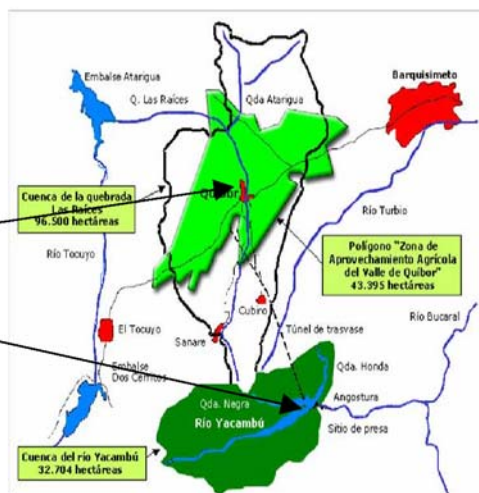 Embalse Atarigua
Q. Las Raíces
Qda Atarigua
Barquisimeto
Cuenca de la quebrada
Las Raíces
96.500 hectáreas
Quíbor
Río Turbio
Polígono "Zona de
Aprovechamiento Agrícola
del Valle de Quíbor"
43.395 hectáreas
Río Tocuyo
Río Bucaral
Cubiro
El Tocuyo
Sanare
Túnel de trasvase
Embalse
Dos Cerritos
Qda. Honda
Qda. Negra
Angostura
Río Yacambú
Sitio de presa
Cuenca del río Yacambú
32.704 hectáreas